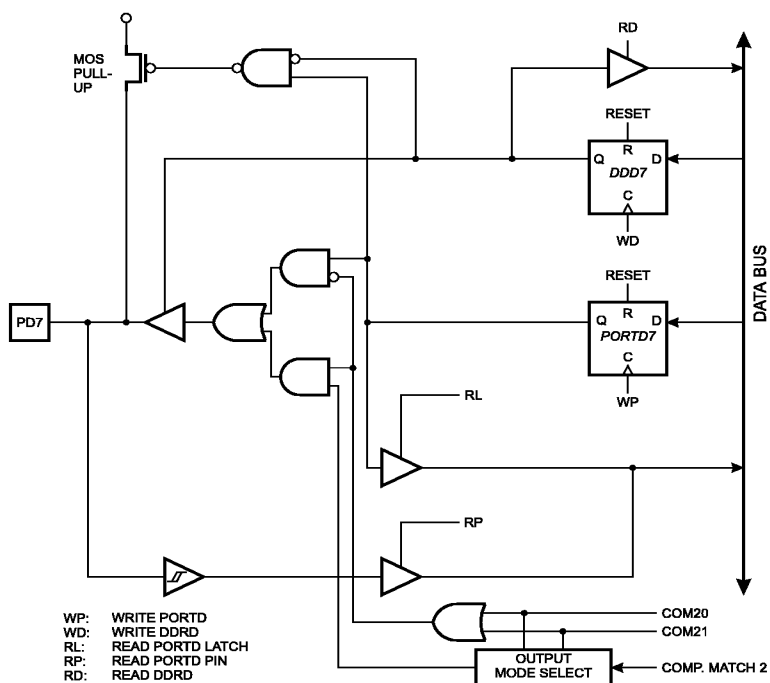 RD
MOS
PULL-
UP
RESET
R
Q
D
DDD7
C
WD
RESET
R
Q
D
PORTD7
C
WP
DATA BUS
PD7
RL
RP
WP: WRITE PORTD
WD: WRITE DDRD
RL: READ PORTD LATCH
RP: READ PORTD PIN
RD: READ DDRD
COM20
COM21
OUTPUT
MODE SELECT
COMP. MATCH 2